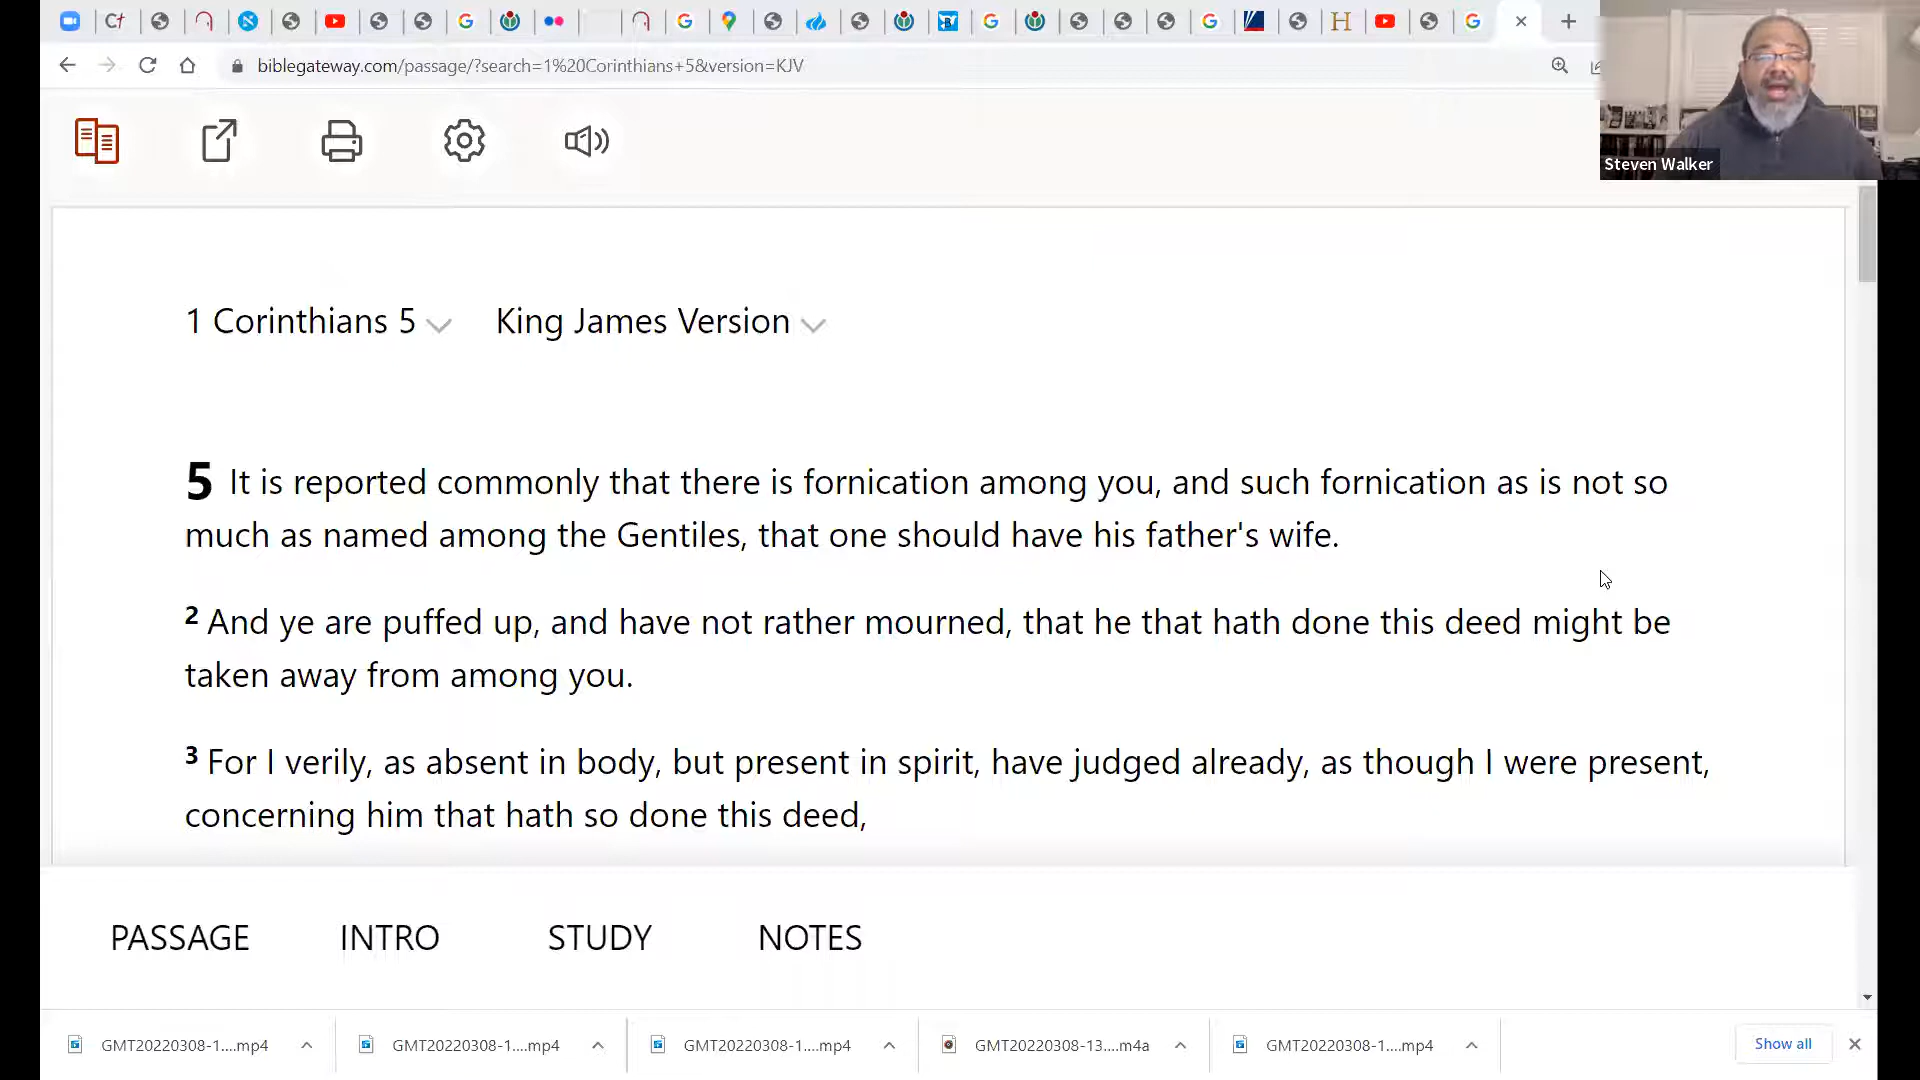 biblegateway.com/passage/?search=1%20Corinthians+5&version=KJV
Steven Walker
1 Corinthians 5
King James Version
5 It is reported commonly that there is fornication among you, and such fornication as is not so
much as named among the Gentiles, that one should have his father's wife.
2 And ye are puffed up, and have not rather mourned, that he that hath done this deed might be
taken away from among you.
3 For I verily, as absent in body, but present in spirit, have judged already, as though I were present,
concerning him that hath so done this deed,
PASSAGE INTRO STUDY NOTES
GMT20220308-1....mp4 GMT20220308-1....mp4 GMT20220308-1....mp4 GMT20220308-13....m4a GMT20220308-1....mp4 Show all